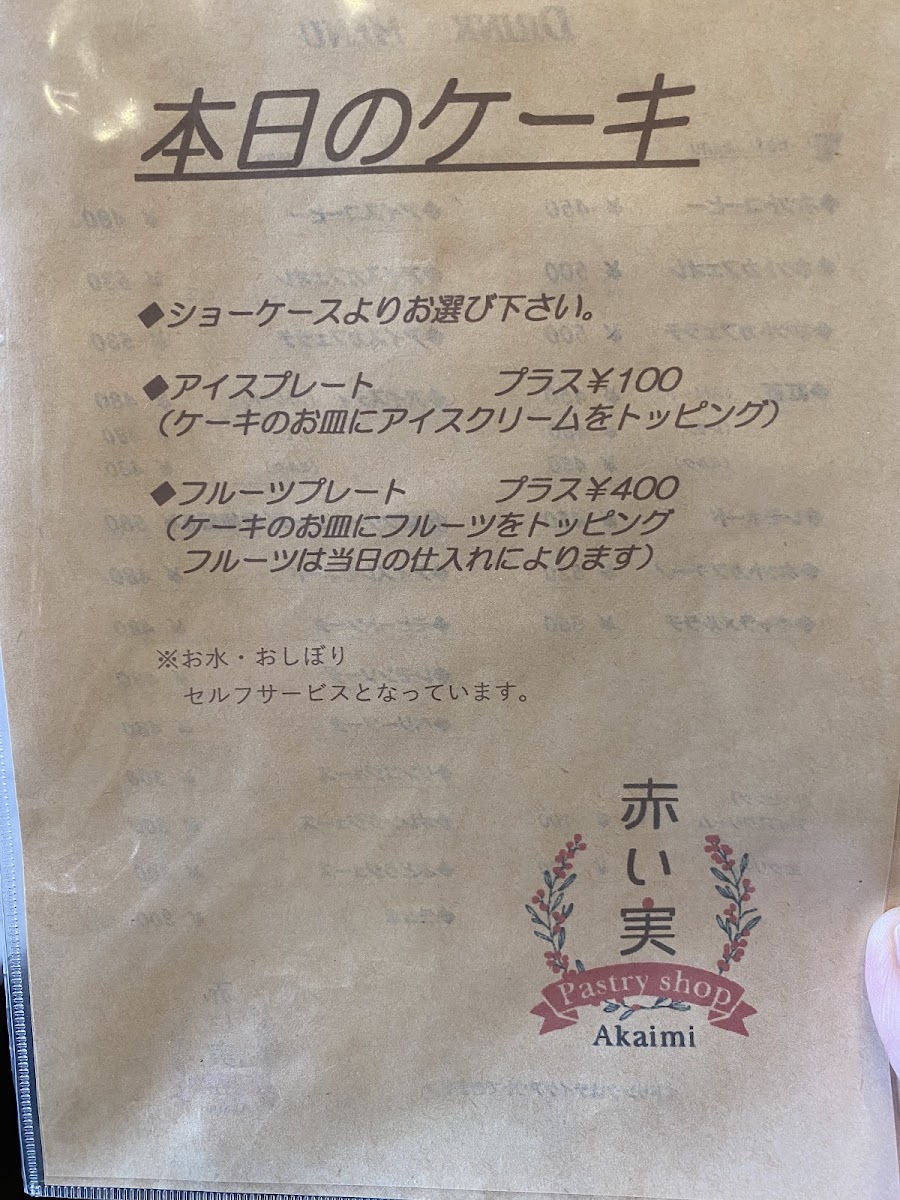 本日のケーキ
◆ショーケースよりお選び下さい。
◆アイスプレート プラス¥100
（ケーキのお皿にアイスクリームをトッピング）
◆フルーツプレート プラス¥400
（ケーキのお皿にフルーツをトッピング
フルーツは当日の仕入れによります）
※お水・おしぼり
セルフサービスとなっています。
赤い実
Pastry shop
Akaimi